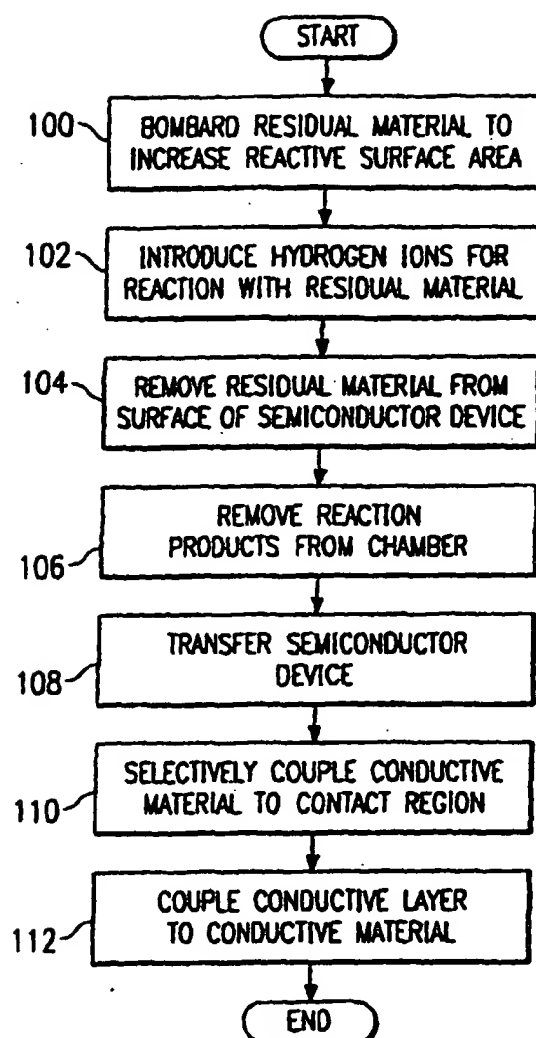 START
100
BOMBARD RESIDUAL MATERIAL TO
INCREASE REACTIVE SURFACE AREA
102
INTRODUCE HYDROGEN IONS FOR
REACTION WITH RESIDUAL MATERIAL
104
REMOVE RESIDUAL MATERIAL FROM
SURFACE OF SEMICONDUCTOR DEVICE
REMOVE REACTION
PRODUCTS FROM CHAMBER
106
TRANSFER SEMICONDUCTOR
DEVICE
108
SELECTIVELY COUPLE CONDUCTIVE
MATERIAL TO CONTACT REGION
110
COUPLE CONDUCTIVE LAYER
TO CONDUCTIVE MATERIAL
112
END